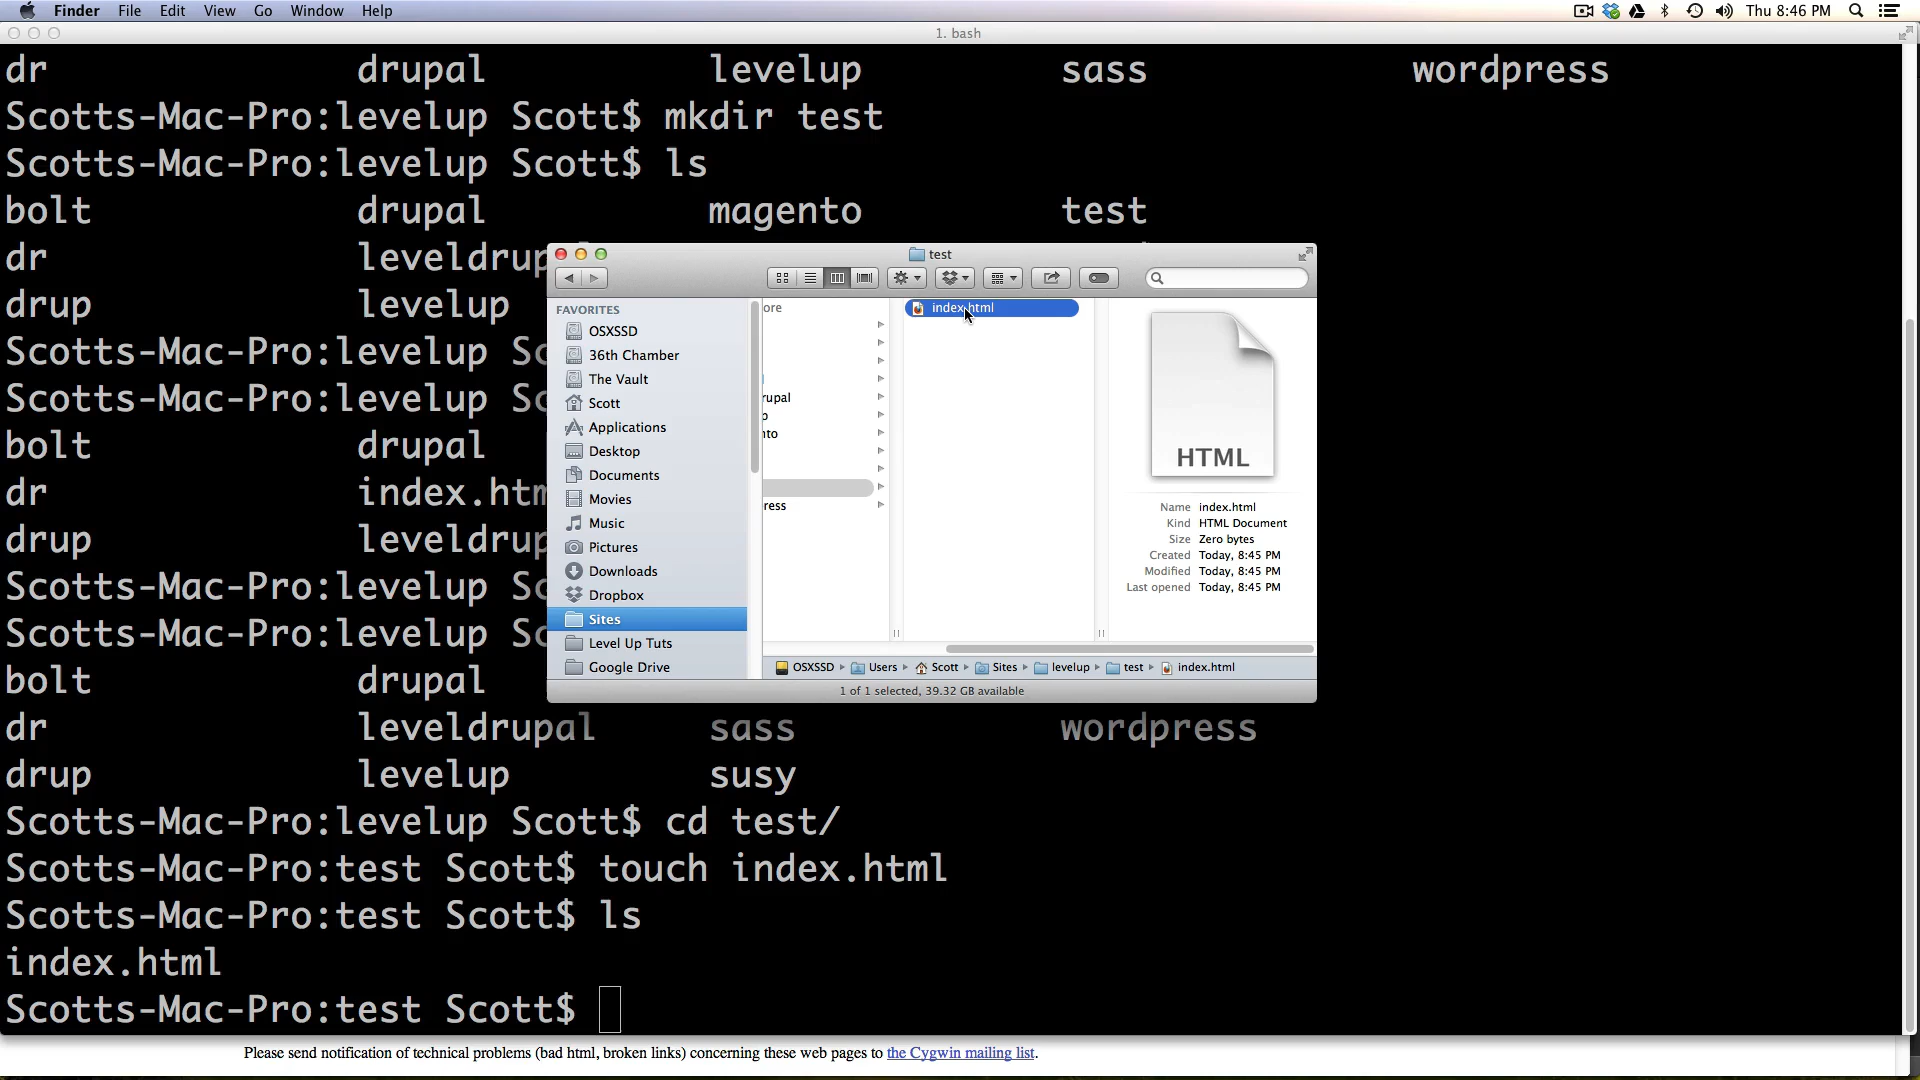 Finder File Edit View Go Window Help Thu 8:46 PM
1. bash
dr drupal levelup sass wordpress
Scotts-Mac-Pro:levelup Scott$ mkdir test
Scotts-Mac-Pro:levelup Scott$ ls
bolt drupal magento test
dr leveldrup
drup levelup
Scotts-Mac-Pro:levelup Sc
Scotts-Mac-Pro:levelup Sc
bolt drupal
dr index.htm
drup leveldrup
Scotts-Mac-Pro:levelup Sc
Scotts-Mac-Pro:levelup Sc
bolt drupal
dr leveldrupal sass wordpress
drup levelup susy
Scotts-Mac-Pro:levelup Scott$ cd test/
Scotts-Mac-Pro:test Scott$ touch index.html
Scotts-Mac-Pro:test Scott$ ls
index.html
Scotts-Mac-Pro:test Scott$
test
FAVORITES
OSXSSD
36th Chamber
The Vault
Scott
Applications
Desktop
Documents
Movies
Music
Pictures
Downloads
Dropbox
Sites
Level Up Tuts
Google Drive
ore
rupal
p
nto
ress
index.html
HTML
Name index.html
Kind HTML Document
Size Zero bytes
Created Today, 8:45 PM
Modified Today, 8:45 PM
Last opened Today, 8:45 PM
OSXSSD Users Scott Sites levelup test index.html
1 of 1 selected, 39.32 GB available
Please send notification of technical problems (bad html, broken links) concerning these web pages to the Cygwin mailing list.